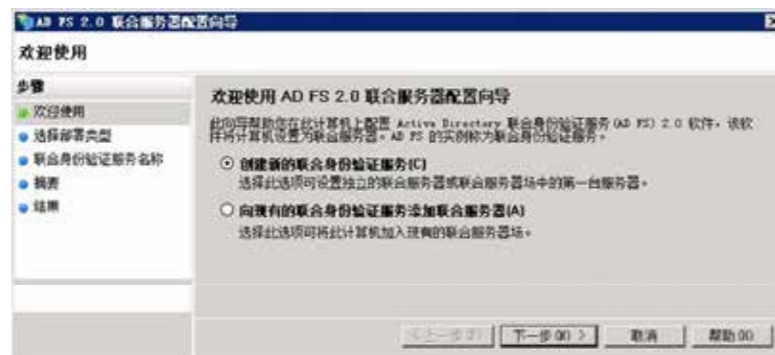 AD FS 2.0 联合服务器配置向导
欢迎使用
步骤
欢迎使用
选择部署类型
联合身份验证服务名称
摘要
结果
欢迎使用 AD FS 2.0 联合服务器配置向导
此向导帮助您在此计算机上配置 Active Directory 联合身份验证服务(AD FS) 2.0 软件，该软
件将计算机设置为联合服务器。AD FS 的实例称为联合身份验证服务。
创建新的联合身份验证服务(C)
选择此选项可设置独立的联合服务器或联合服务器场中的第一台服务器。
向现有的联合身份验证服务添加联合服务器(A)
选择此选项可将此计算机加入现有的联合服务器场。
<上一步(P)
下一步(N) >
取消
帮助(H)